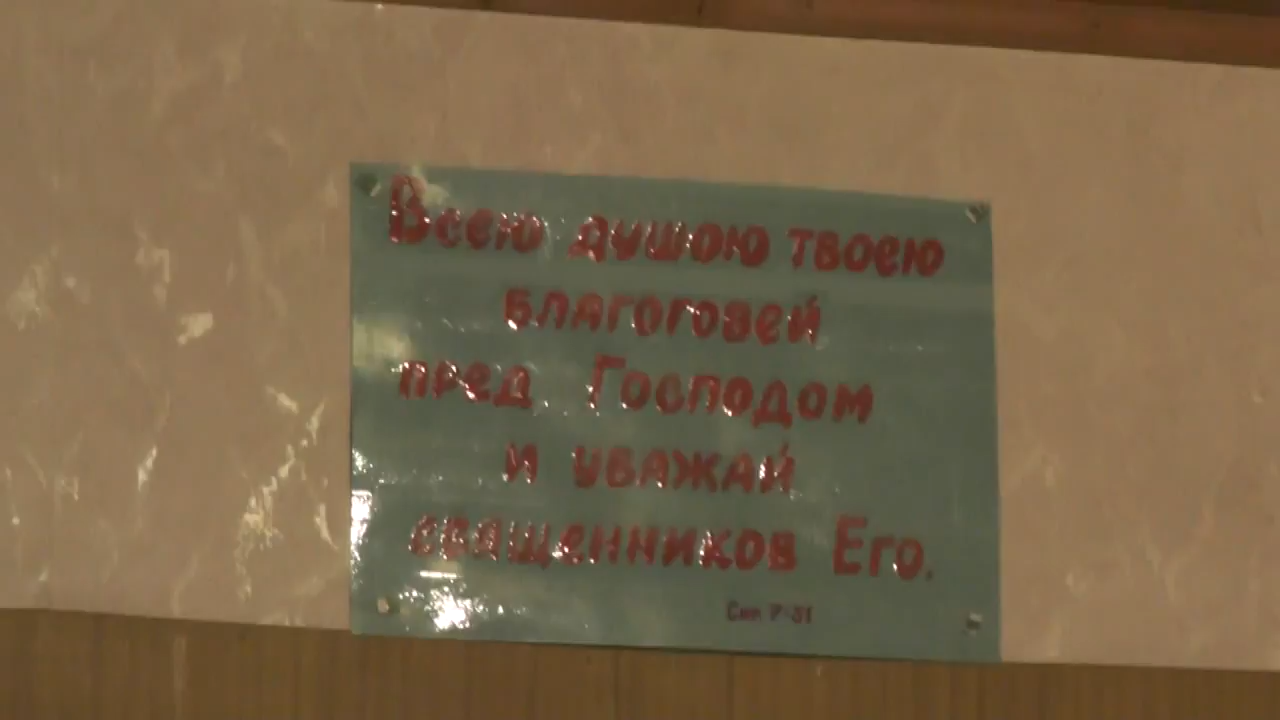 Всею душою твоею
благоговей
пред Господом
и уважай
священников Его.